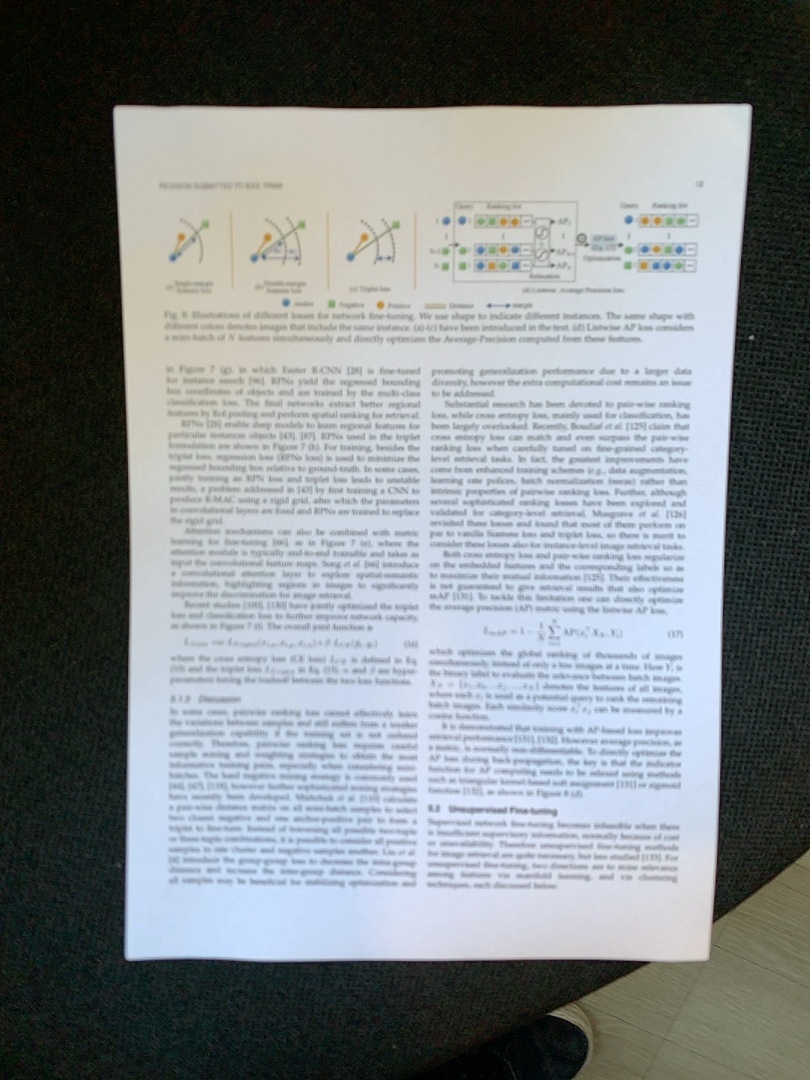 REVISION SUBMITTED TO IEEE TPAMI
12
Query Ranking list
Query Ranking list
AP loss
Optimization
Relaxation
(a) Single-margin
Siamese loss
(b) Double-margin
Siamese loss
(c) Triplet loss
(d) Listwise Average Precision loss
Anchor Negative Positive Distance margin
Fig. 8: Illustrations of different losses for network fine-tuning. We use shape to indicate different instances. The same shape with
different colors denotes images that include the same instance. (a)-(c) have been introduced in the text. (d) Listwise AP loss considers
a mini-batch of N features simultaneously and directly optimizes the Average-Precision computed from these features.
in Figure 7 (g), in which Faster R-CNN [28] is fine-tuned
for instance search [96]. RPNs yield the regressed bounding
box coordinates of objects and are trained by the multi-class
classification loss. The final networks extract better regional
features by RoI pooling and perform spatial ranking for retrieval.
RPNs [28] enable deep models to learn regional features for
particular instances objects [43], [87]. RPNs used in the triplet
formulation are shown in Figure 7 (h). For training, besides the
triplet loss, regression loss (RPNs loss) is used to minimize the
regressed bounding box relative to ground-truth. In some cases,
jointly training an RPN loss and triplet loss leads to unstable
results, a problem addressed in [43] by first training a CNN to
produce R-MAC using a rigid grid, after which the parameters
in convolutional layers are fixed and RPNs are trained to replace
the rigid grid.
Attention mechanisms can also be combined with metric
learning for fine-tuning [66], as in Figure 7 (e), where the
attention module is typically end-to-end trainable and takes as
input the convolutional feature maps. Song et al. [66] introduce
a convolutional attention layer to explore spatial-semantic
information, highlighting regions in images to significantly
improve the discrimination for image retrieval.
Recent studies [100], [130] have jointly optimized the triplet
loss and classification loss to further improve network capacity,
as shown in Figure 7 (f). The overall joint function is
(16)
where the cross entropy loss (CE loss) is defined in Eq.
and the triplet loss in Eq. and are hyper-
parameters tuning the tradeoff between the two loss functions.
5.1.3 Discussion
In some cases, pairwise ranking loss cannot effectively learn
the variations between samples and still suffers from a weaker
generalization capability if the training set is not ordered
correctly. Therefore, pairwise ranking loss requires careful
sample mining and weighting strategies to obtain the most
informative training pairs, especially when considering mini-
batches. The hard negative mining strategy is commonly used
however further sophisticated mining strategies
have recently been developed. Mishchuk et al. calculate
a pair-wise distance matrix on all mini-batch samples to select
two closest negative and one anchor-positive pair to form a
triplet to fine-tune. Instead of traversing all possible two-tuple
or three-tuple combinations, it is possible to consider all positive
samples in one cluster and negative samples another. Liu et al.
introduce the group-group loss to decrease the intra-group
distance and increase the inter-group distance. Considering
all samples may be beneficial for stabilizing optimization and
promoting generalization performance due to a larger data
diversity, however the extra computational cost remains an issue
to be addressed.
Substantial research has been devoted to pair-wise ranking
loss, while cross entropy loss, mainly used for classification, has
been largely overlooked. Recently, Boudiaf et al. [125] claim that
cross entropy loss can match and even surpass the pair-wise
ranking loss when carefully tuned on fine-grained category-
level retrieval tasks. In fact, the greatest improvements have
come from enhanced training schemes (e.g., data augmentation,
learning rate polices, batch normalization freeze) rather than
intrinsic properties of pairwise ranking loss. Further, although
several sophisticated ranking losses have been explored and
validated for category-level retrieval, Musgrave et al. [126]
revisited these losses and found that most of them perform on
par to vanilla Siamese loss and triplet loss, so there is merit to
consider these losses also for instance-level image retrieval tasks.
Both cross entropy loss and pair-wise ranking loss regularize
on the embedded features and the corresponding labels so as
to maximize their mutual information [125]. Their effectiveness
is not guaranteed to give retrieval results that also optimize
mAP [131]. To tackle this limitation one can directly optimize
the average precision (AP) metric using the listwise AP loss,
(17)
which optimizes the global ranking of thousands of images
simultaneously, instead of only a few images at a time. Here Y_i is
the binary label to evaluate the relevance between batch images.
denotes the features of all images,
where each is used as a potential query to rank the remaining
batch images. Each similarity score can be measured by a
cosine function.
It is demonstrated that training with AP-based loss improves
retrieval performance [131], [132]. However average precision, as
a metric, is normally non-differentiable. To directly optimize the
AP loss during back-propagation, the key is that the indicator
function for AP computing needs to be relaxed using methods
such as triangular kernel-based soft assignment [131] or sigmoid
function [132], as shown in Figure 8 (d).
5.2 Unsupervised Fine-tuning
Supervised network fine-tuning becomes infeasible when there
is insufficient supervisory information, normally because of cost
or unavailability. Therefore unsupervised fine-tuning methods
for image retrieval are quite necessary, but less studied [133]. For
unsupervised fine-tuning, two directions are to mine relevance
among features via manifold learning, and via clustering
techniques, each discussed below.